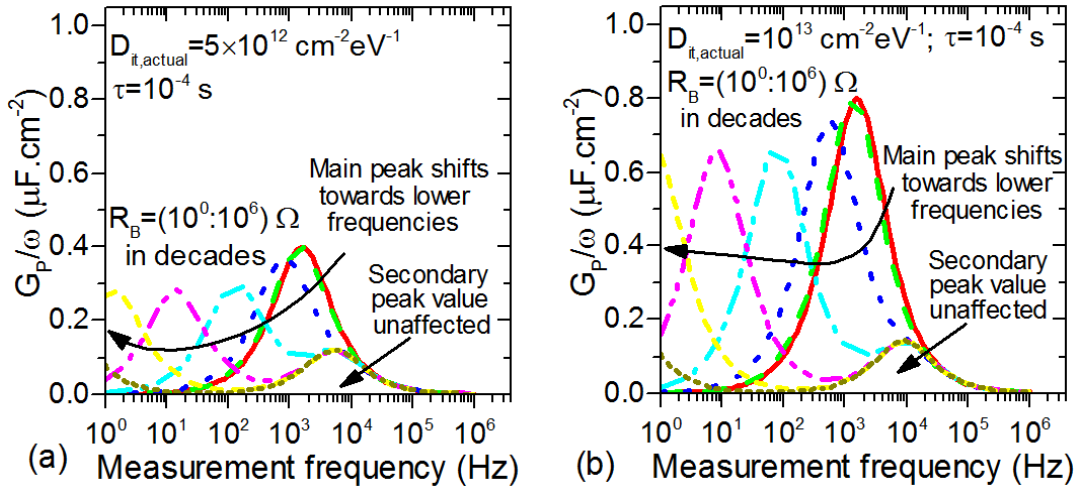 D_it,actual=5×10^12 cm^-2eV^-1
τ=10^-4 s
Main peak shifts
towards lower
frequencies
R_B=(10^0:10^6) Ω
in decades
Secondary
peak value
unaffected
G_P/ω (μF.cm^-2)
1.0
0.8
0.6
0.4
0.2
0.0
10^0 10^1 10^2 10^3 10^4 10^5 10^6
(a) Measurement frequency (Hz)
D_it,actual=10^13 cm^-2eV^-1; τ=10^-4 s
R_B=(10^0:10^6) Ω
in decades
Main peak shifts
towards lower
frequencies
Secondary
peak value
unaffected
G_P/ω (μF.cm^-2)
1.0
0.8
0.6
0.4
0.2
0.0
10^0 10^1 10^2 10^3 10^4 10^5 10^6
(b) Measurement frequency (Hz)